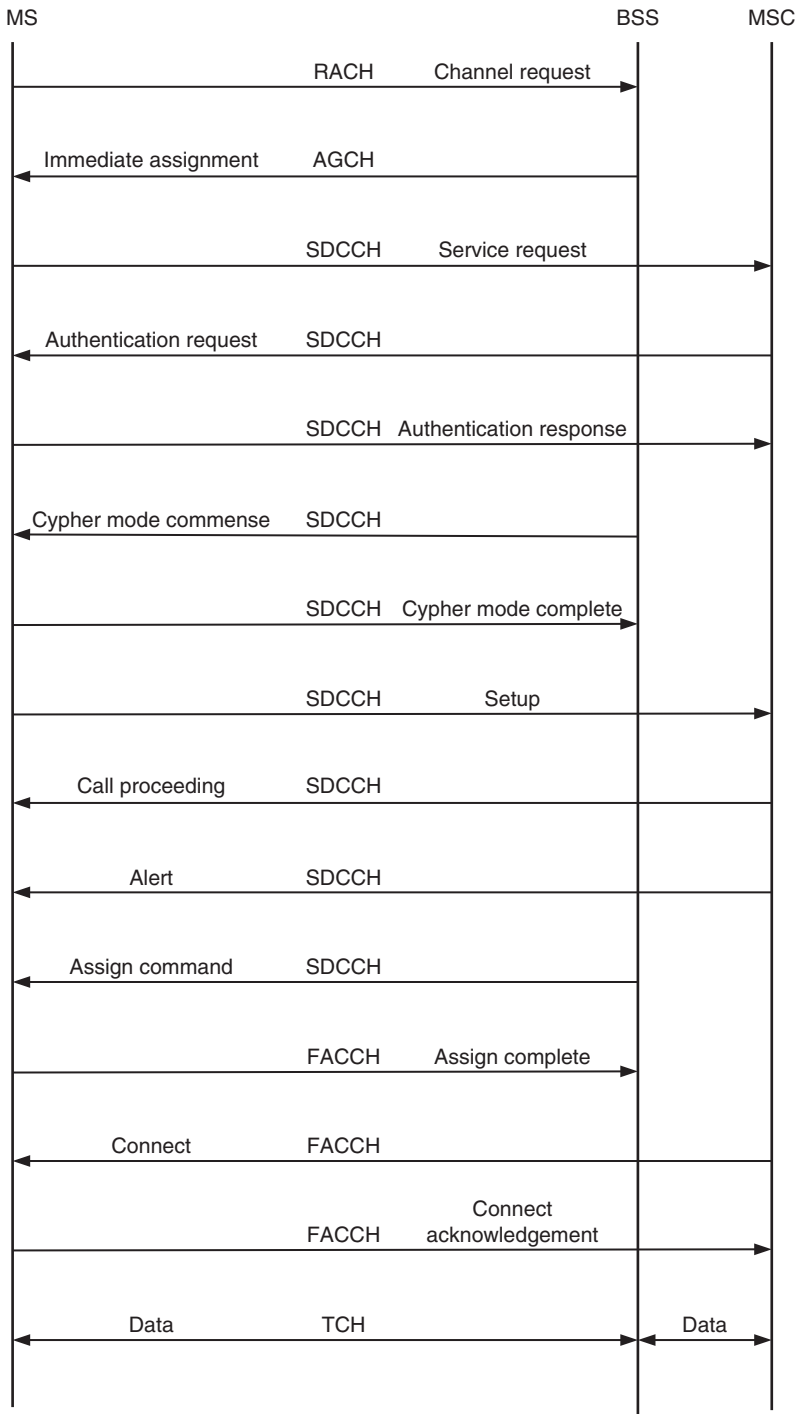 MS BSS MSC
RACH Channel request
Immediate assignment AGCH
SDCCH Service request
Authentication request SDCCH
SDCCH Authentication response
Cypher mode commense SDCCH
SDCCH Cypher mode complete
SDCCH Setup
Call proceeding SDCCH
Alert SDCCH
Assign command SDCCH
FACCH Assign complete
Connect FACCH
Connect
FACCH acknowledgement
Data TCH Data